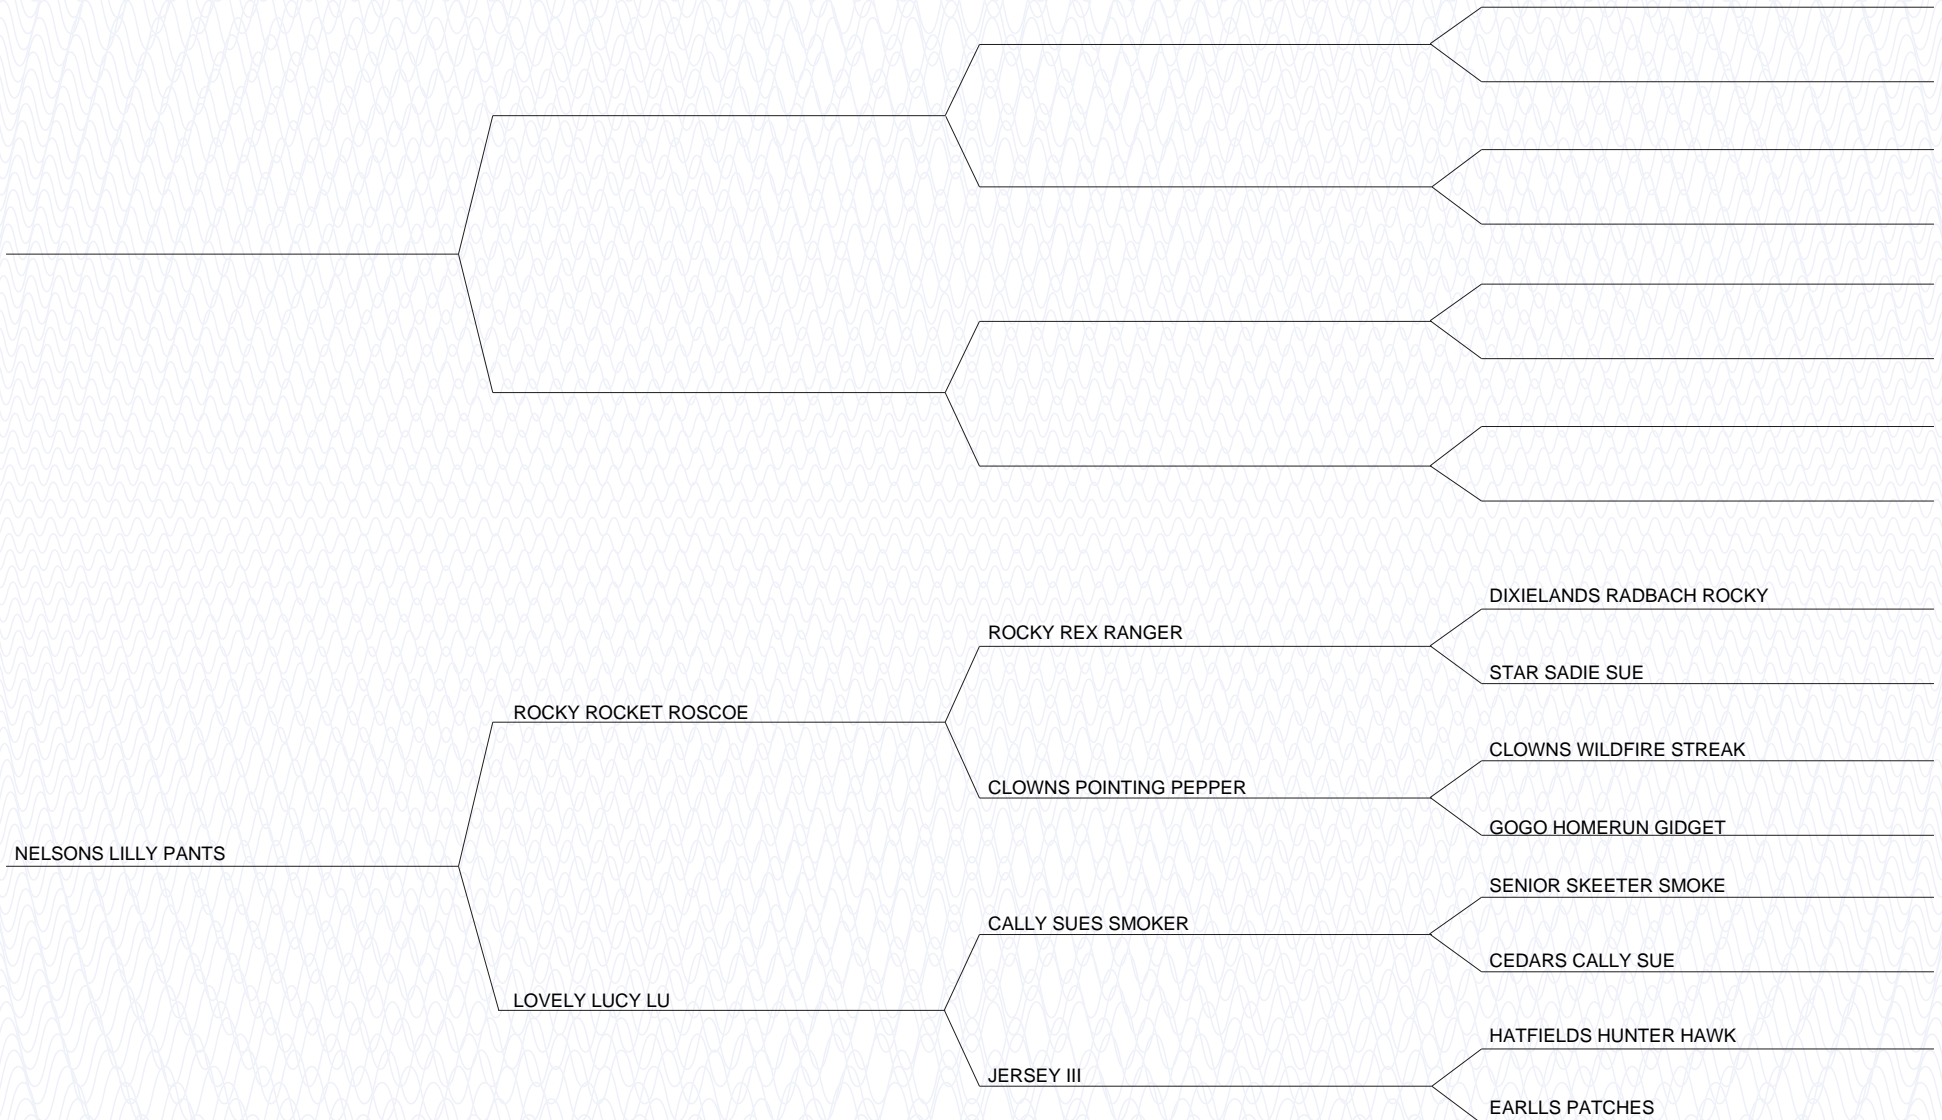 DIXIELANDS RADBACH ROCKY
ROCKY REX RANGER
STAR SADIE SUE
ROCKY ROCKET ROSCOE
CLOWNS WILDFIRE STREAK
CLOWNS POINTING PEPPER
GOGO HOMERUN GIDGET
NELSONS LILLY PANTS
SENIOR SKEETER SMOKE
CALLY SUES SMOKER
CEDARS CALLY SUE
LOVELY LUCY LU
HATFIELDS HUNTER HAWK
JERSEY III
EARLLS PATCHES